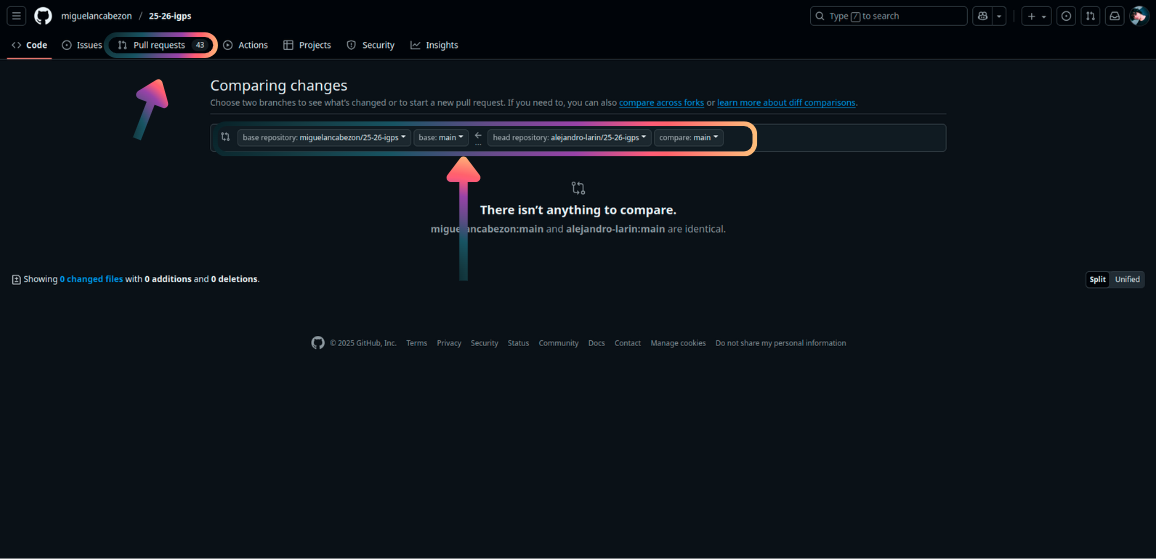 miguelancabezon / 25-26-igps
Type / to search
Code Issues Pull requests 43 Actions Projects Security Insights
Comparing changes
Choose two branches to see what's changed or to start a new pull request. If you need to, you can also compare across forks or learn more about diff comparisons.
base repository: miguelancabezon/25-26-igps base: main ← ... head repository: alejandro-larin/25-26-igps compare: main
There isn't anything to compare.
miguelancabezon:main and alejandro-larin:main are identical.
Showing 0 changed files with 0 additions and 0 deletions.
Split Unified
© 2025 GitHub, Inc. Terms Privacy Security Status Community Docs Contact Manage cookies Do not share my personal information